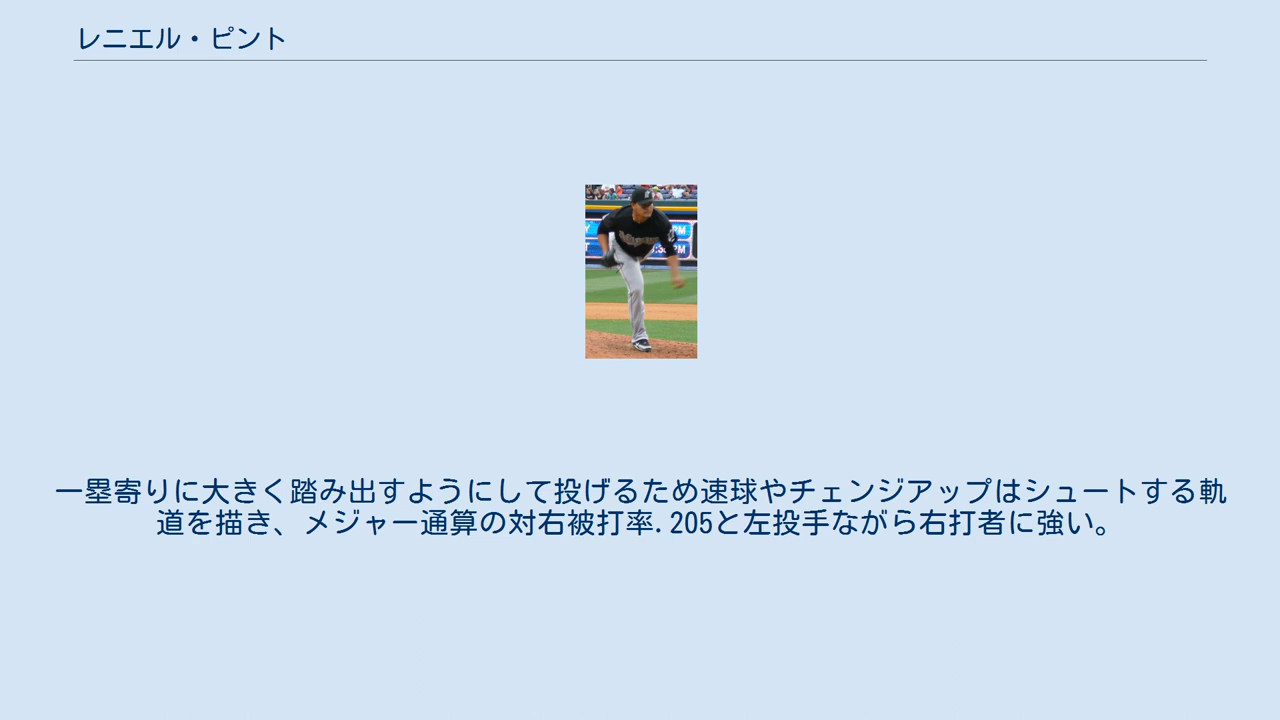 レニエル・ピント
一塁寄りに大きく踏み出すようにして投げるため速球やチェンジアップはシュートする軌
道を描き、メジャー通算の対右被打率.205と左投手ながら右打者に強い。